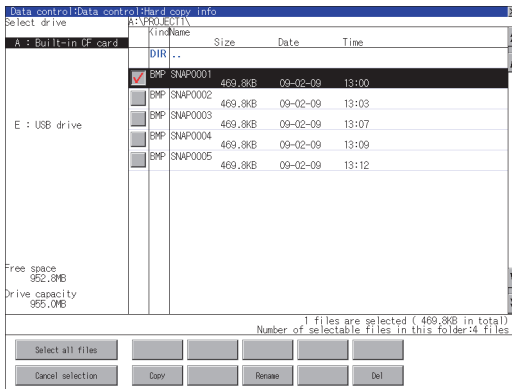 Data control:Data control:Hard copy info
Select drive
A:\PROJECT1\
A : Built-in CF card
Kind Name
Size Date Time
DIR ..
BMP SNAP0001
469.8KB 09-02-09 13:00
BMP SNAP0002
469.8KB 09-02-09 13:03
BMP SNAP0003
469.8KB 09-02-09 13:07
E : USB drive
BMP SNAP0004
469.8KB 09-02-09 13:09
BMP SNAP0005
469.8KB 09-02-09 13:12
Free space
952.8MB
Drive capacity
955.0MB
1 files are selected ( 469.8KB in total)
Number of selectable files in this folder:4 files
Select all files
Cancel selection Copy Rename Del